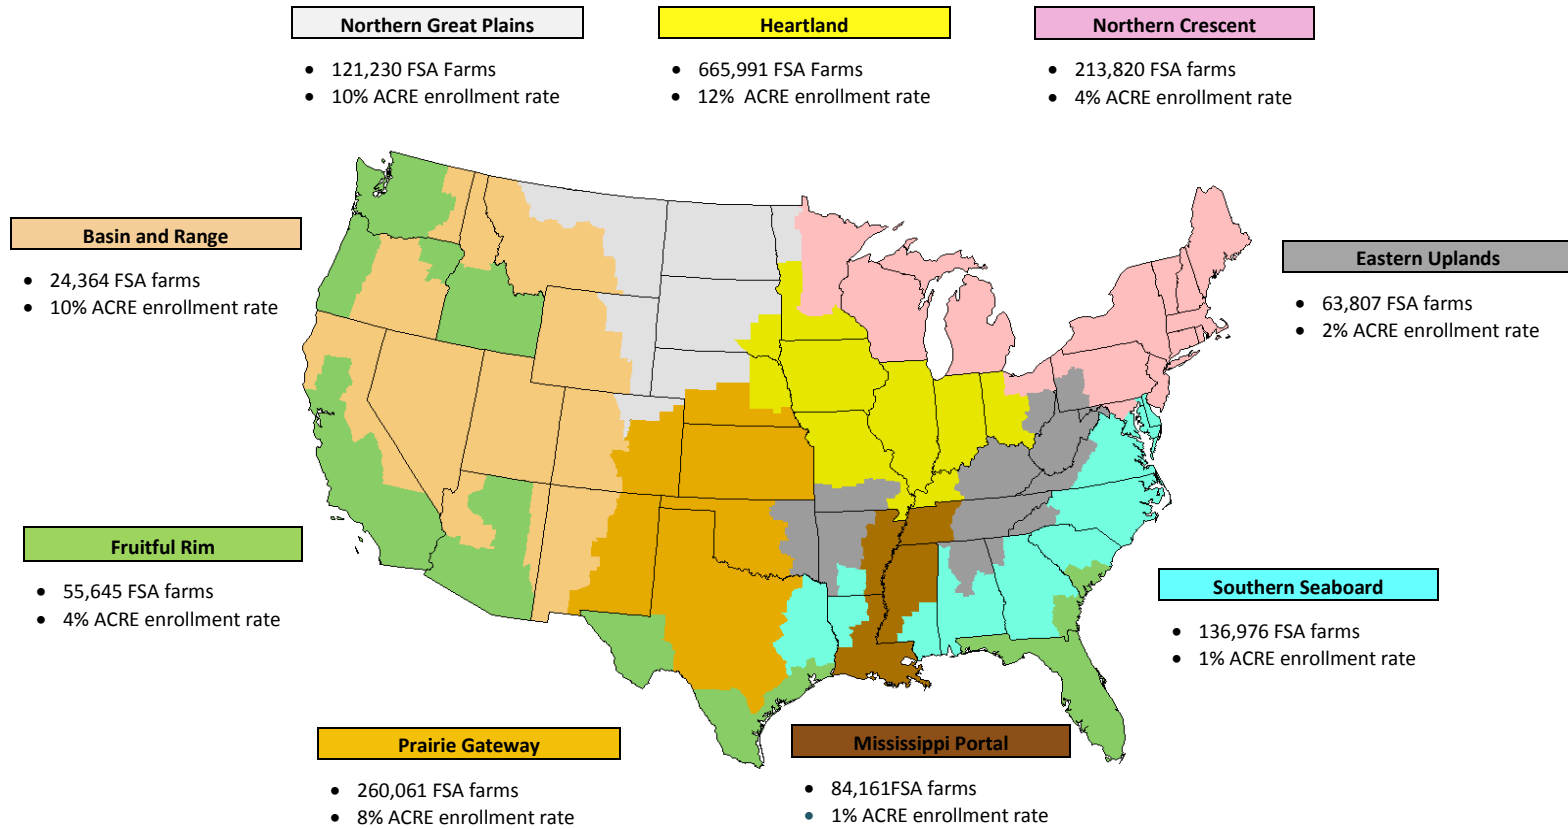 Northern Great Plains
• 121,230 FSA Farms
• 10% ACRE enrollment rate
Heartland
• 665,991 FSA Farms
• 12% ACRE enrollment rate
Northern Crescent
• 213,820 FSA farms
• 4% ACRE enrollment rate
Basin and Range
• 24,364 FSA farms
• 10% ACRE enrollment rate
Eastern Uplands
• 63,807 FSA farms
• 2% ACRE enrollment rate
Fruitful Rim
• 55,645 FSA farms
• 4% ACRE enrollment rate
Southern Seaboard
• 136,976 FSA farms
• 1% ACRE enrollment rate
Prairie Gateway
• 260,061 FSA farms
• 8% ACRE enrollment rate
Mississippi Portal
• 84,161FSA farms
• 1% ACRE enrollment rate